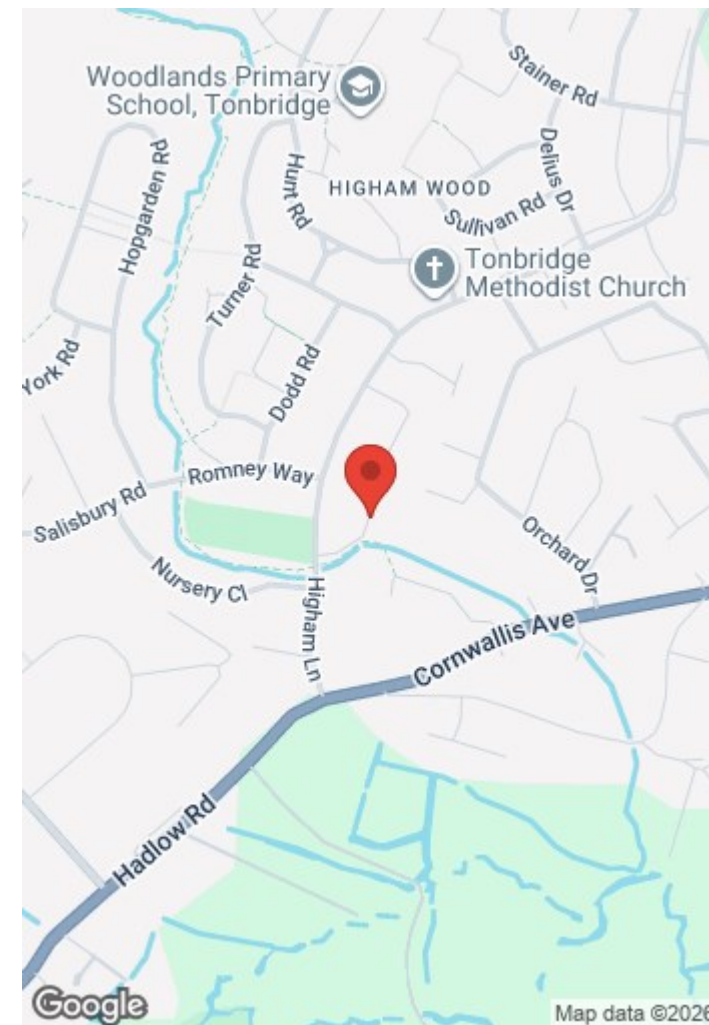 Woodlands Primary
School, Tonbridge
Stainer Rd
Hopgarden Rd
Hunt Rd
Delius Dr
HIGHAM WOOD
Sullivan Rd
Turner Rd
Tonbridge
Methodist Church
York Rd
Dodd Rd
Romney Way
Salisbury Rd
Orchard Dr
Nursery Cl
Higham Ln
Cornwallis Ave
Hadlow Rd
Google
Map data ©2026